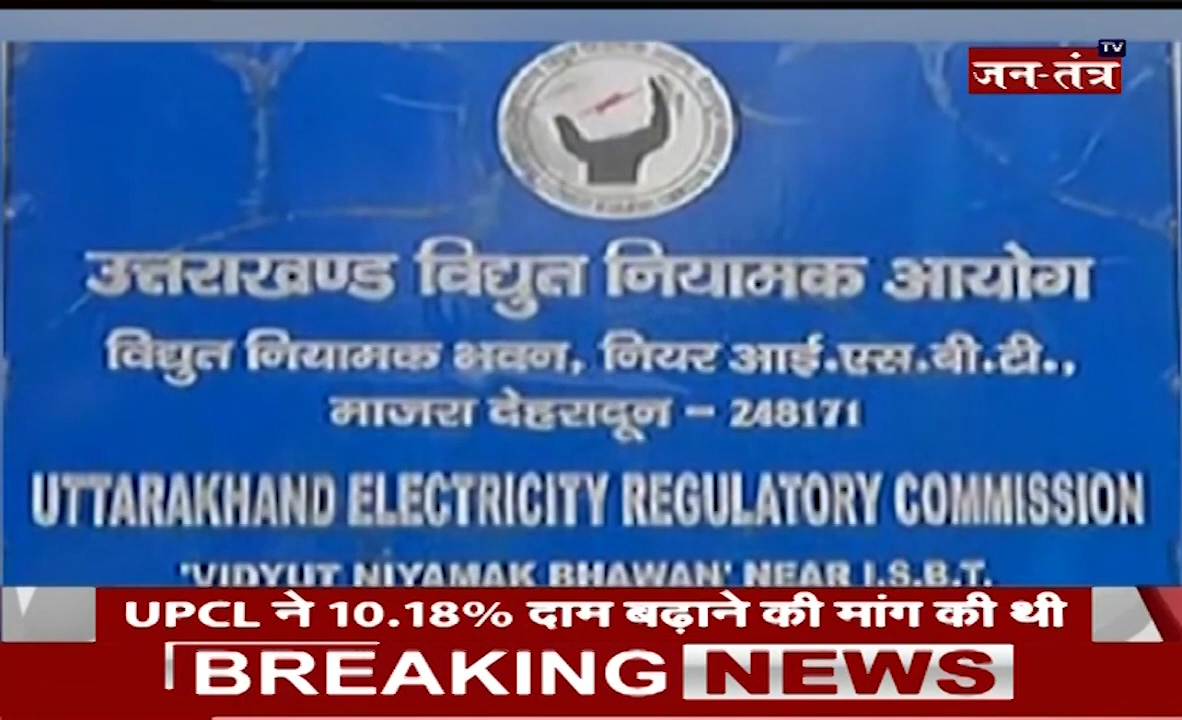 TV
जन-तंत्र
उत्तराखण्ड विद्युत नियामक आयोग
विद्युत नियामक भवन, नियर आई.एस.बी.टी.,
माजरा देहरादून - 248171
UTTARAKHAND ELECTRICITY REGULATORY COMMISSION
'VIDYUT NIYAMAK BHAWAN' NEAR I.S.B.T.
UPCL ने 10.18% दाम बढ़ाने की मांग की थी
BREAKING NEWS